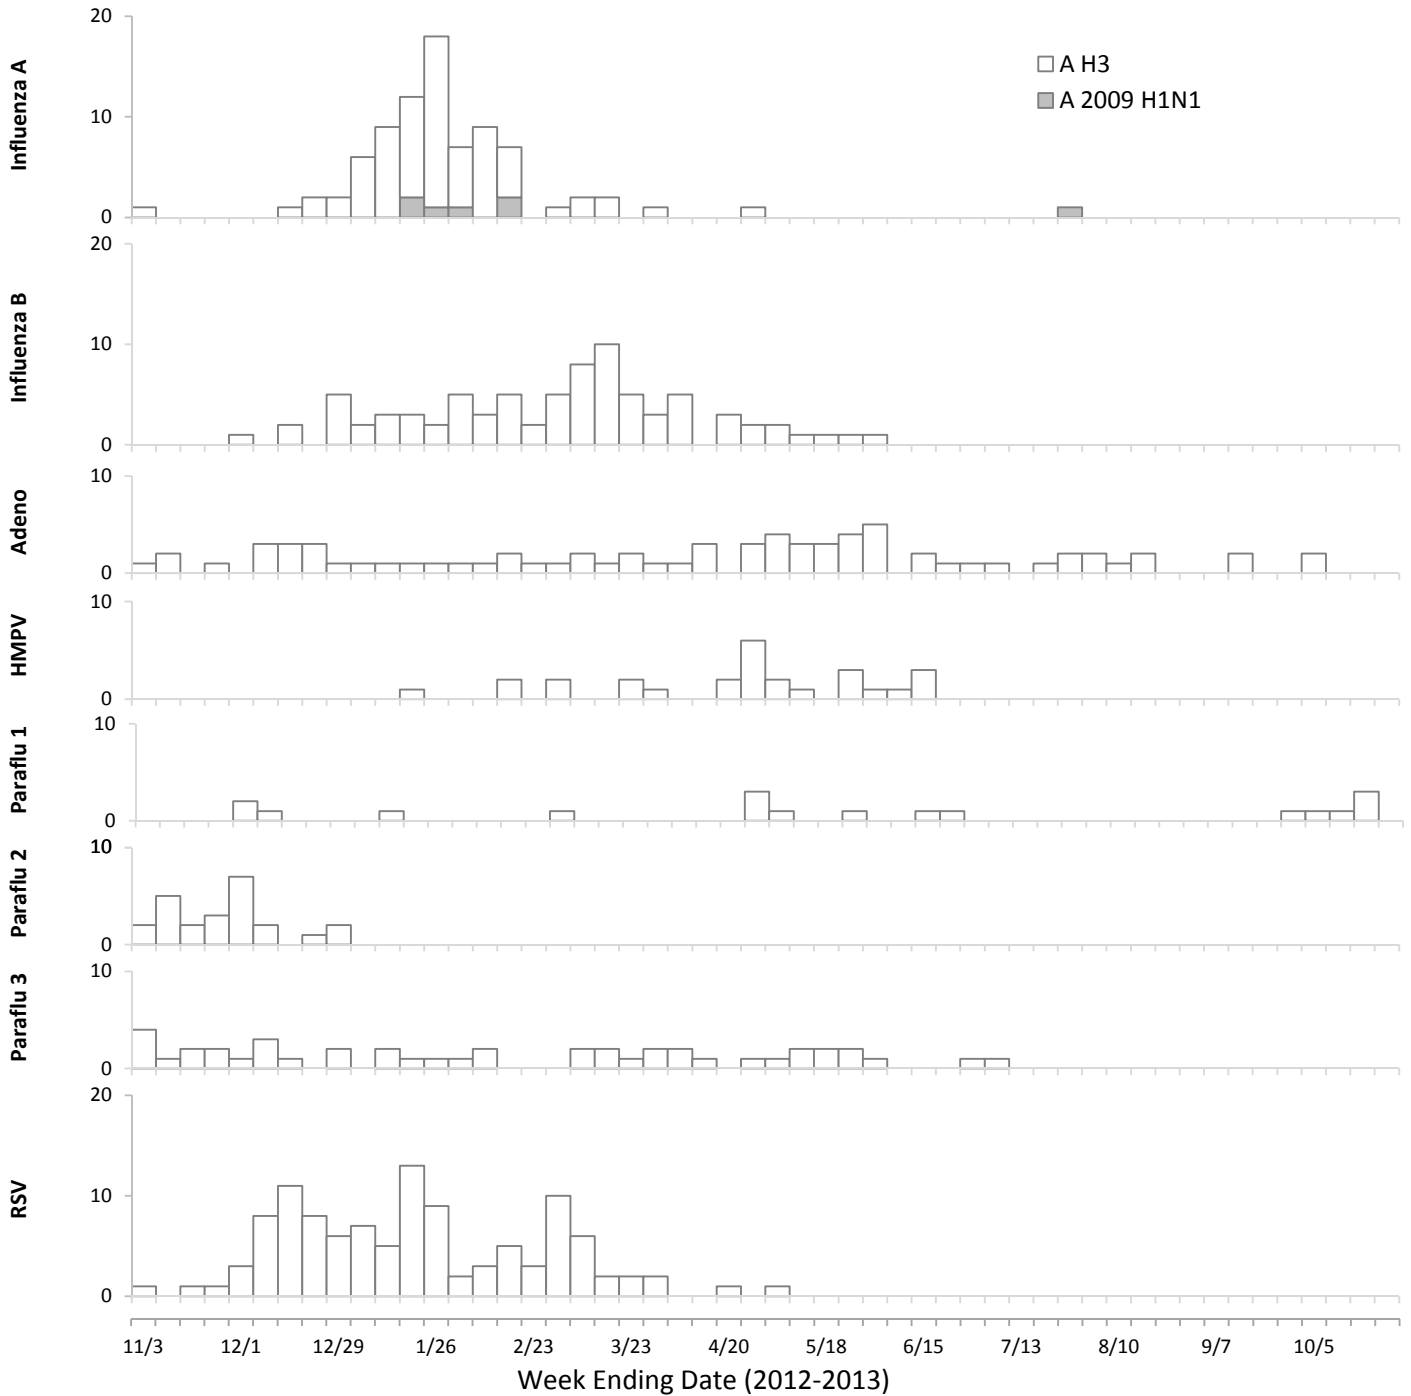 20
10
0
Influenza A
A H3
A 2009 H1N1
20
10
0
Influenza B
10
0
Adeno
10
0
HMPV
10
0
Paraflu 1
10
0
Paraflu 2
10
0
Paraflu 3
20
10
0
RSV
11/3 12/1 12/29 1/26 2/23 3/23 4/20 5/18 6/15 7/13 8/10 9/7 10/5
Week Ending Date (2012-2013)